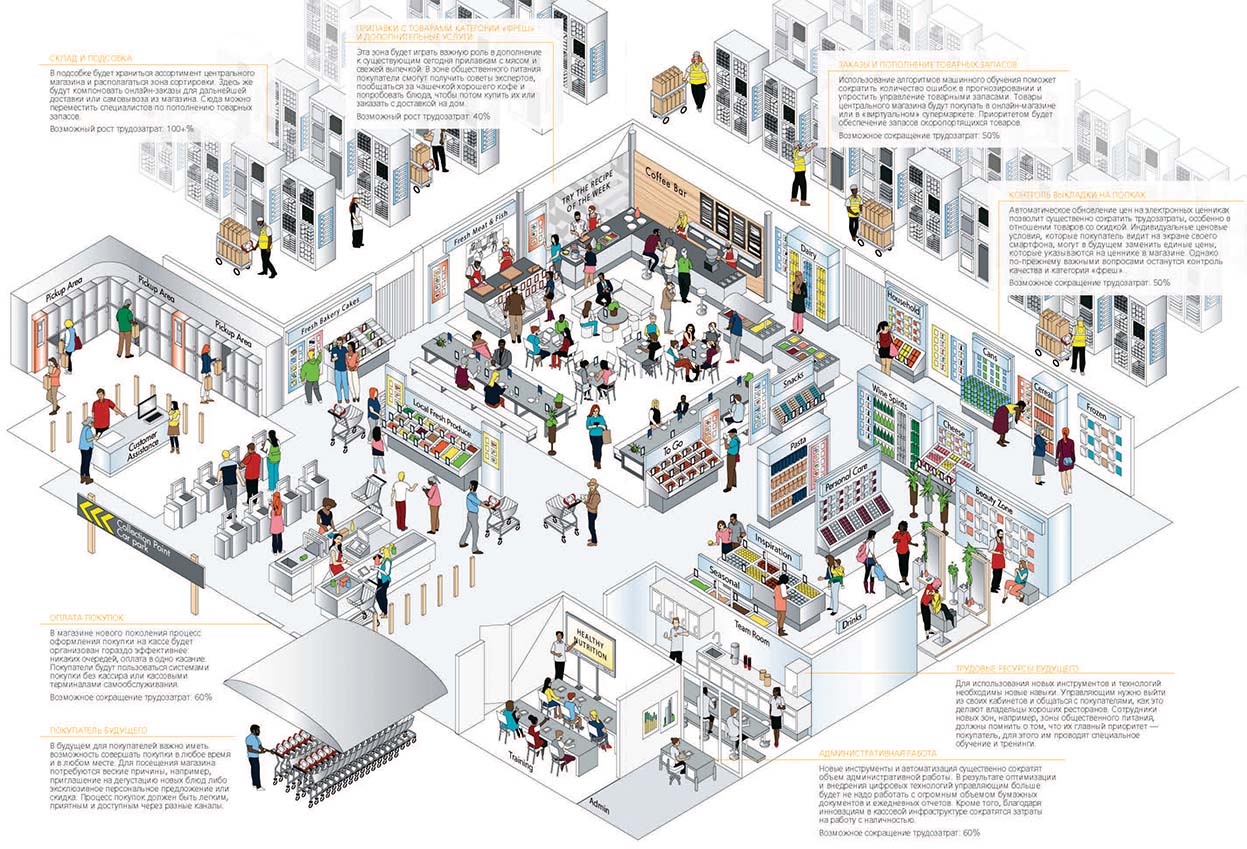 СКЛАД И ПОДСОБКА
В подсобке будет храниться ассортимент центрального
магазина и располагаться зона сортировки. Здесь же
будут компоновать онлайн-заказы для дальнейшей
доставки или самовывоза из магазина. Сюда можно
переместить специалистов по пополнению товарных
запасов.
Возможный рост трудозатрат: 100+%
ПРИЛАВКИ С ТОВАРАМИ КАТЕГОРИИ «ФРЕШ»
И ДОПОЛНИТЕЛЬНЫЕ УСЛУГИ
Эта зона будет играть важную роль в дополнение
к существующим сегодня прилавкам с мясом и
свежей выпечкой. В зоне общественного питания
покупатели смогут получить советы экспертов,
пообщаться за чашечкой хорошего кофе и
попробовать блюда, чтобы потом купить их или
заказать с доставкой на дом.
Возможный рост трудозатрат: 40%
ЗАКАЗЫ И ПОПОЛНЕНИЕ ТОВАРНЫХ ЗАПАСОВ
Использование алгоритмов машинного обучения поможет
сократить количество ошибок в прогнозировании и
упростить управление товарными запасами. Товары
центрального магазина будут покупать в онлайн-магазине
или в «виртуальном» супермаркете. Приоритетом будет
обеспечение запасов скоропортящихся товаров.
Возможное сокращение трудозатрат: 50%
КОНТРОЛЬ ВЫКЛАДКИ НА ПОЛКАХ
Автоматическое обновление цен на электронных ценниках
позволит существенно сократить трудозатраты, особенно в
отношении товаров со скидкой. Индивидуальные ценовые
условия, которые покупатель видит на экране своего
смартфона, могут в будущем заменить единые цены,
которые указываются на ценнике в магазине. Однако
по-прежнему важными вопросами останутся контроль
качества и категория «фреш».
Возможное сокращение трудозатрат: 50%
Coffee Bar
TRY THE RECIPE
OF THE WEEK
Fresh Meat & Fish
Dairy
Pickup Area
Pickup Area
Pickup Area
Fresh Bakery Cakes
Household
Cans
Cereal
Frozen
Snacks
Wine Spirits
Cheese
Local Fresh Produce
To Go
Pasta
Personal Care
Beauty Zone
Customer
Assistance
Collection Point
Car park
Inspiration
Seasonal
Drinks
Team Room
HEALTHY
NUTRITION
Training
Admin
ОПЛАТА ПОКУПОК
В магазине нового поколения процесс
оформления покупки на кассе будет
организован гораздо эффективнее:
никаких очередей, оплата в одно касание.
Покупатели будут пользоваться системами
покупки без кассира или кассовыми
терминалами самообслуживания.
Возможное сокращение трудозатрат: 60%
ПОКУПАТЕЛЬ БУДУЩЕГО
В будущем для покупателей важно иметь
возможность совершать покупки в любое время
и в любом месте. Для посещения магазина
потребуются веские причины, например,
приглашение на дегустацию новых блюд либо
эксклюзивное персональное предложение или
скидка. Процесс покупок должен быть легким,
приятным и доступным через разные каналы.
ТРУДОВЫЕ РЕСУРСЫ БУДУЩЕГО
Для использования новых инструментов и технологий
необходимы новые навыки. Управляющим нужно выйти
из своих кабинетов и общаться с покупателями, как это
делают владельцы хороших ресторанов. Сотрудники
новых зон, например, зоны общественного питания,
должны помнить о том, что их главный приоритет —
покупатель, для этого им проводят специальное
обучение и тренинги.
АДМИНИСТРАТИВНАЯ РАБОТА
Новые инструменты и автоматизация существенно сократят
объем административной работы. В результате оптимизации
и внедрения цифровых технологий управляющим больше
будет не надо работать с огромным объемом бумажных
документов и ежедневных отчетов. Кроме того, благодаря
инновациям в кассовой инфраструктуре сократятся затраты
на работу с наличностью.
Возможное сокращение трудозатрат: 60%